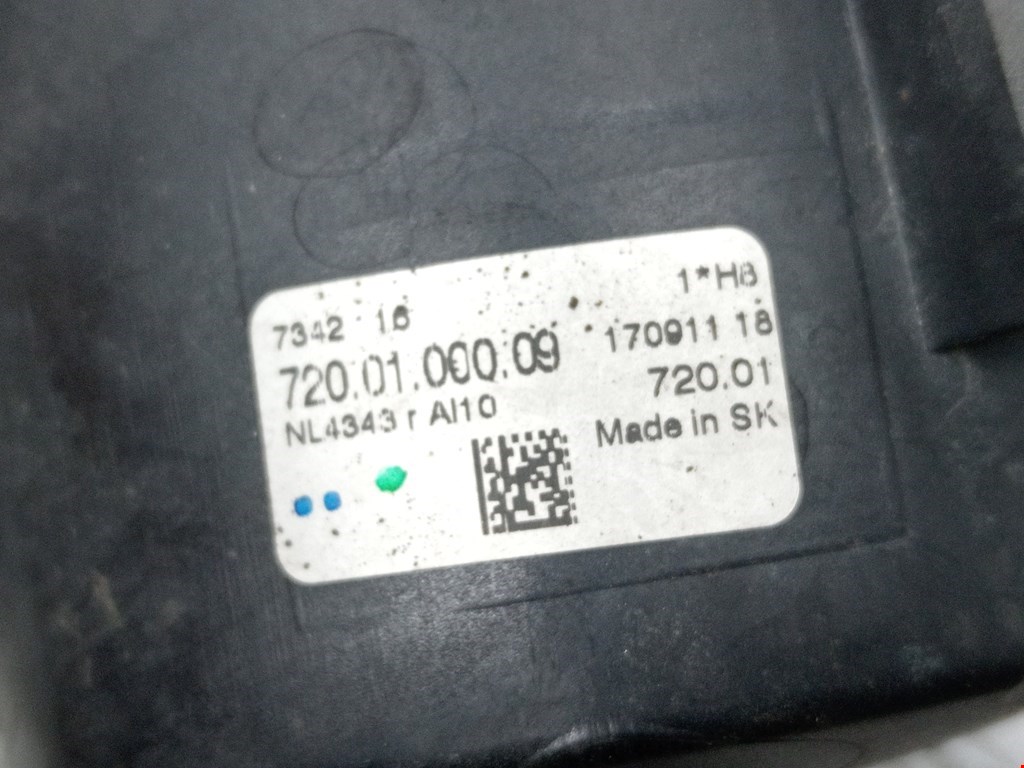 7342 16 1*H8
720.01.000.09 170911 18
NL4343 r Al10 720.01
Made in SK